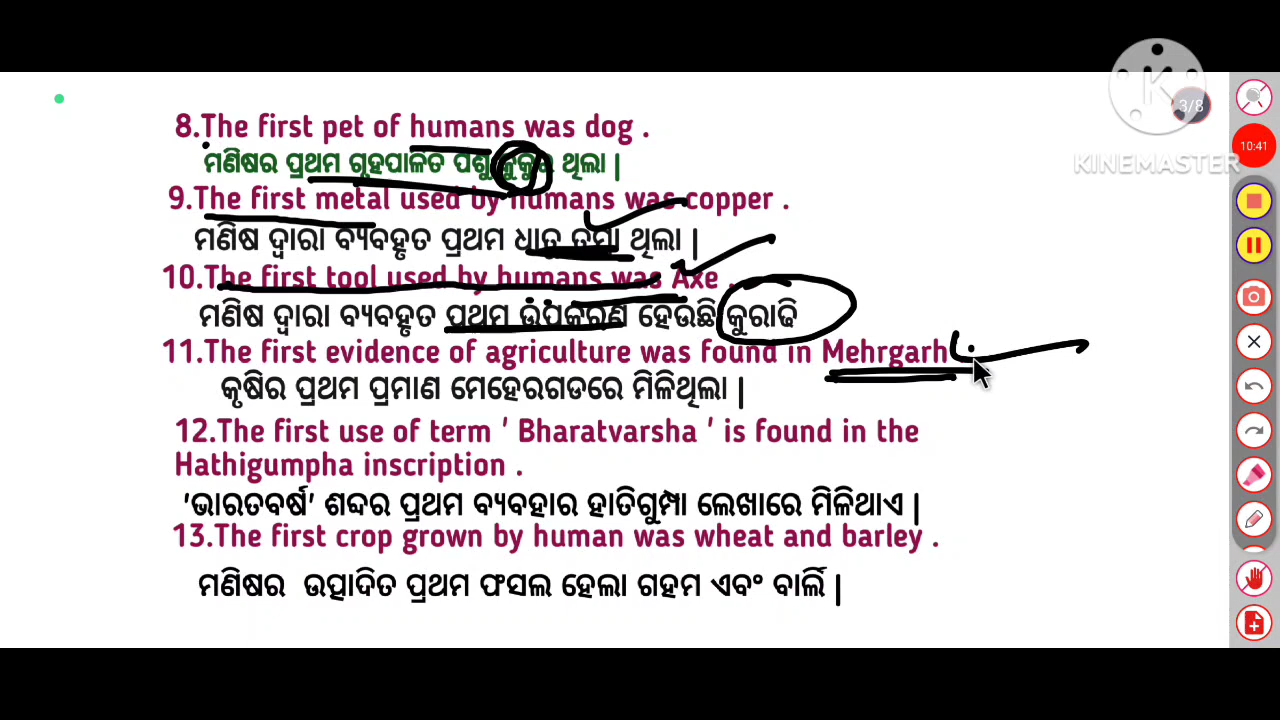 3/8
K
KINEMASTER
10:41
8.The first pet of humans was dog .
ମଣିଷର ପ୍ରଥମ ଗୃହପାଳିତ ପଶୁ କୁକୁର ଥିଲା |
9.The first metal used by humans was copper .
ମଣିଷ ଦ୍ୱାରା ବ୍ୟବହୃତ ପ୍ରଥମ ଧାତୁ ତମ୍ବା ଥିଲା |
10.The first tool used by humans was Axe .
ମଣିଷ ଦ୍ୱାରା ବ୍ୟବହୃତ ପ୍ରଥମ ଉପକରଣ ହେଉଛି କୁରାଢି
11.The first evidence of agriculture was found in Mehrgarh
କୃଷିର ପ୍ରଥମ ପ୍ରମାଣ ମେହେରଗଡରେ ମିଳିଥିଲା |
12.The first use of term ' Bharatvarsha ' is found in the
Hathigumpha inscription .
'ଭାରତବର୍ଷ' ଶବ୍ଦର ପ୍ରଥମ ବ୍ୟବହାର ହାତିଗୁମ୍ପା ଲେଖାରେ ମିଳିଥାଏ |
13.The first crop grown by human was wheat and barley .
ମଣିଷର ଉତ୍ପାଦିତ ପ୍ରଥମ ଫସଲ ହେଲା ଗହମ ଏବଂ ବାର୍ଲି |